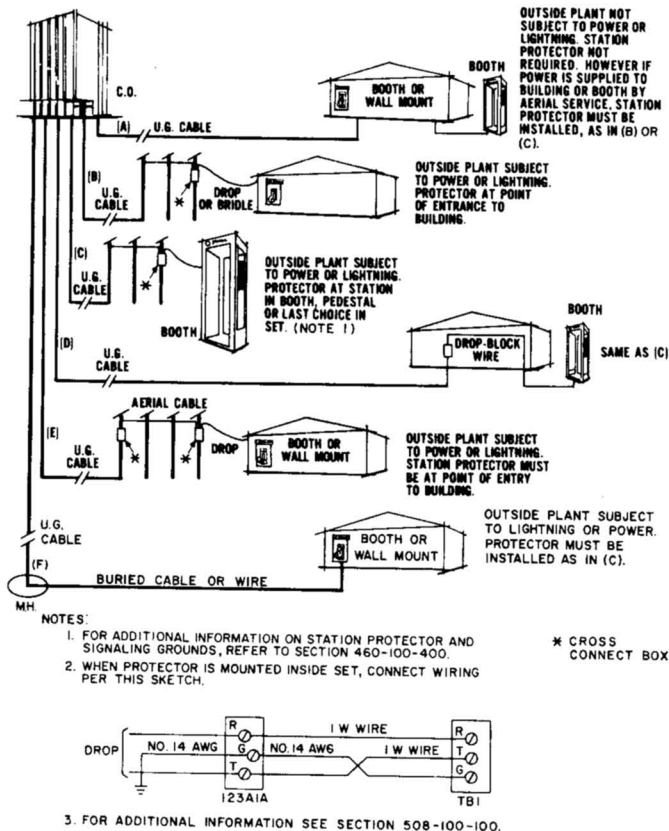 OUTSIDE PLANT NOT
SUBJECT TO POWER OR
LIGHTNING. STATION
PROTECTOR NOT
REQUIRED. HOWEVER IF
POWER IS SUPPLIED TO
BUILDING OR BOOTH BY
AERIAL SERVICE, STATION
PROTECTOR MUST BE
INSTALLED, AS IN (B) OR
(C).
BOOTH
BOOTH OR
WALL MOUNT
C.O.
(A)
U.G. CABLE
(B)
U.G.
CABLE
*
DROP
OR BRIDLE
OUTSIDE PLANT SUBJECT
TO POWER OR LIGHTNING.
PROTECTOR AT POINT
OF ENTRANCE TO
BUILDING.
(C)
U.G.
CABLE
*
BOOTH
OUTSIDE PLANT SUBJECT
TO POWER OR LIGHTNING.
PROTECTOR AT STATION
IN BOOTH, PEDESTAL
OR LAST CHOICE IN
SET. (NOTE 1)
(D)
U.G.
CABLE
DROP-BLOCK
WIRE
BOOTH
SAME AS (C)
(E)
U.G.
CABLE
AERIAL CABLE
*
*
DROP
BOOTH OR
WALL MOUNT
OUTSIDE PLANT SUBJECT
TO POWER OR LIGHTNING.
STATION PROTECTOR MUST
BE AT POINT OF ENTRY
TO BUILDING.
U.G.
CABLE
(F)
M.H.
BURIED CABLE OR WIRE
BOOTH OR
WALL MOUNT
OUTSIDE PLANT SUBJECT
TO LIGHTNING OR POWER.
PROTECTOR MUST BE
INSTALLED AS IN (C).
NOTES:
1. FOR ADDITIONAL INFORMATION ON STATION PROTECTOR AND
SIGNALING GROUNDS, REFER TO SECTION 460-100-400.
2. WHEN PROTECTOR IS MOUNTED INSIDE SET, CONNECT WIRING
PER THIS SKETCH.
* CROSS
CONNECT BOX
DROP
NO. 14 AWG
R
G
T
123A1A
1 W WIRE
NO. 14 AWG
1 W WIRE
R
T
G
TB1
3. FOR ADDITIONAL INFORMATION SEE SECTION 508-100-100.